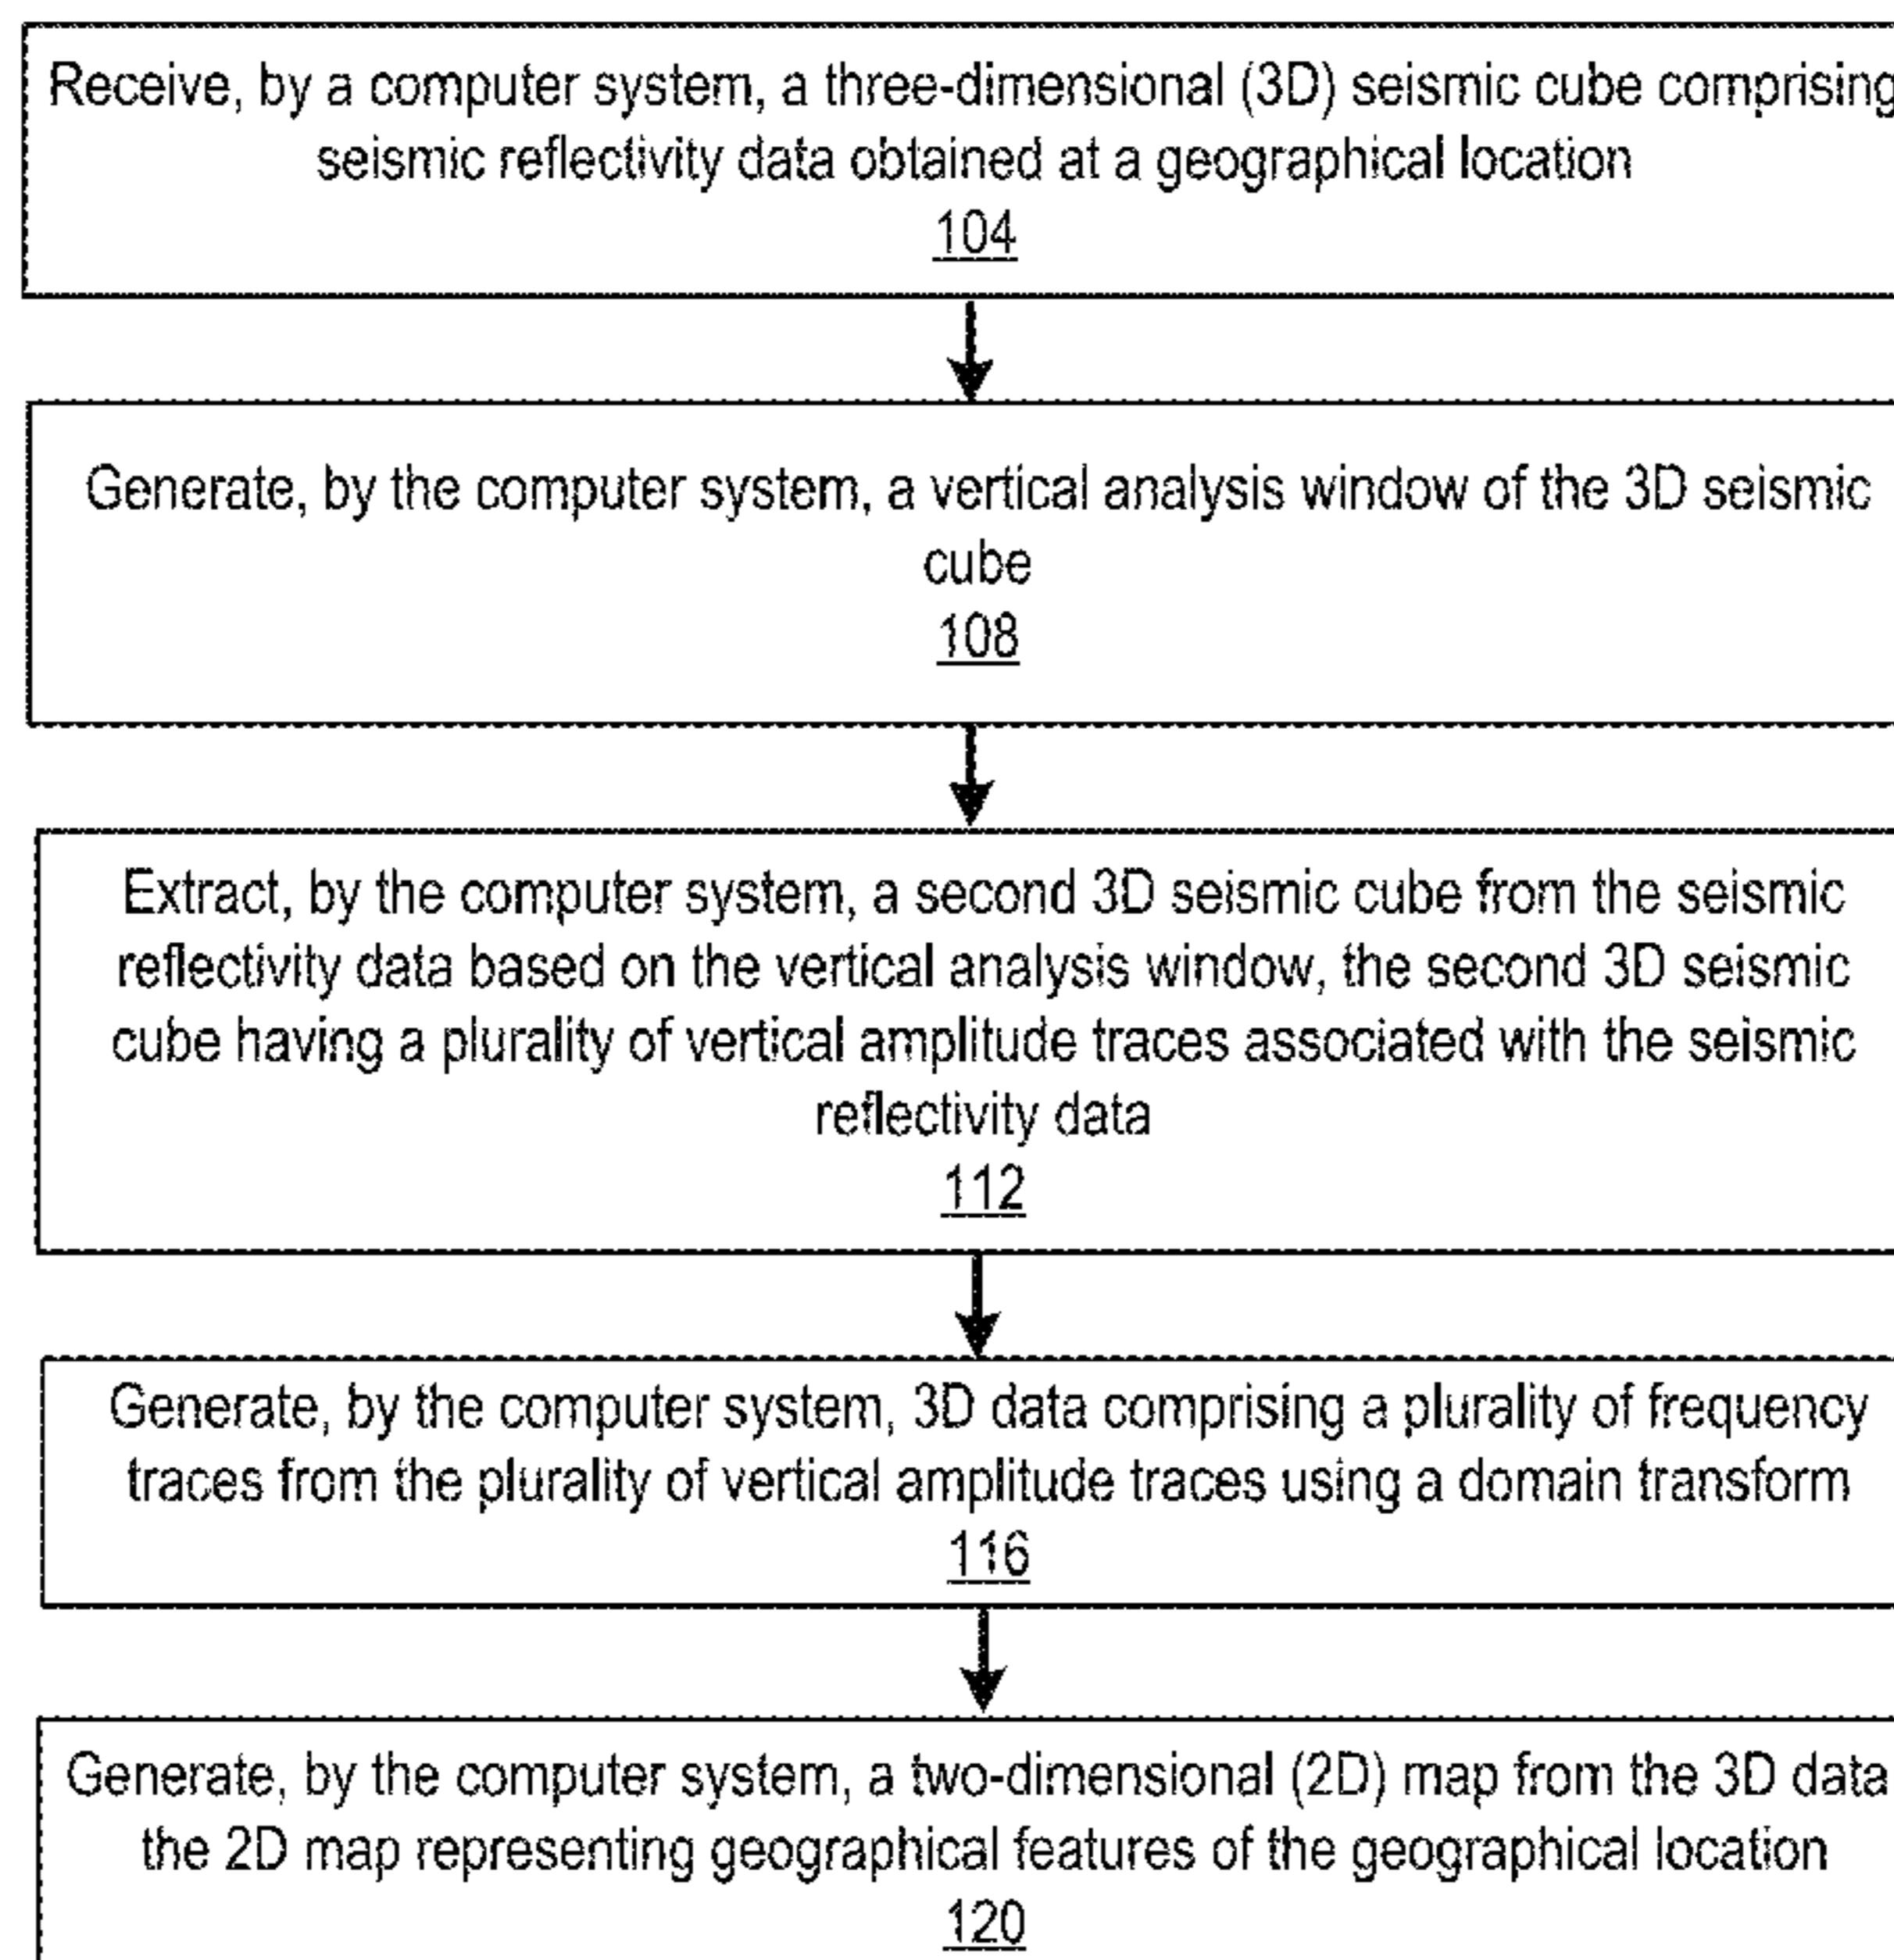 Receive, by a computer system, a three-dimensional (3D) seismic cube comprising
seismic reflectivity data obtained at a geographical location
104
Generate, by the computer system, a vertical analysis window of the 3D seismic
cube
108
Extract, by the computer system, a second 3D seismic cube from the seismic
reflectivity data based on the vertical analysis window, the second 3D seismic
cube having a plurality of vertical amplitude traces associated with the seismic
reflectivity data
112
Generate, by the computer system, 3D data comprising a plurality of frequency
traces from the plurality of vertical amplitude traces using a domain transform
116
Generate, by the computer system, a two-dimensional (2D) map from the 3D data
the 2D map representing geographical features of the geographical location
120